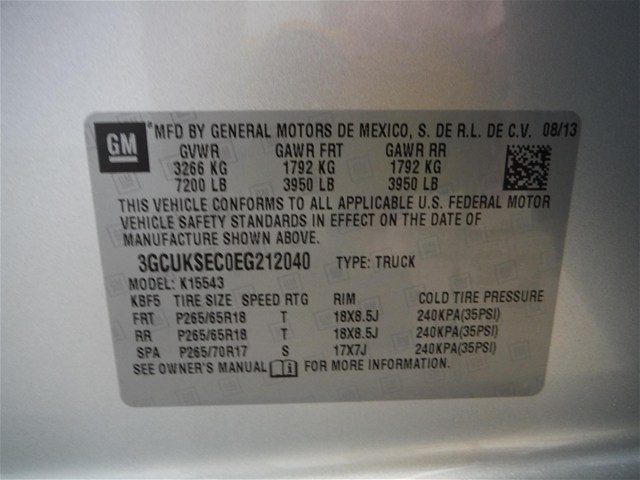 GM
*MFD BY GENERAL MOTORS DE MEXICO, S. DE R.L. DE C.V. 08/13
GVWR GAWR FRT GAWR RR
3266 KG 1792 KG 1792 KG
7200 LB 3950 LB 3950 LB
THIS VEHICLE CONFORMS TO ALL APPLICABLE U.S. FEDERAL MOTOR
VEHICLE SAFETY STANDARDS IN EFFECT ON THE DATE OF
MANUFACTURE SHOWN ABOVE.
3GCUKSEC0EG212040 TYPE: TRUCK
MODEL: K15543
KBF5 TIRE SIZE SPEED RTG RIM COLD TIRE PRESSURE
FRT P265/65R18 T 18X8.5J 240KPA(35PSI)
RR P265/65R18 T 18X8.5J 240KPA(35PSI)
SPA P265/70R17 S 17X7J 240KPA(35PSI)
SEE OWNER'S MANUAL FOR MORE INFORMATION.